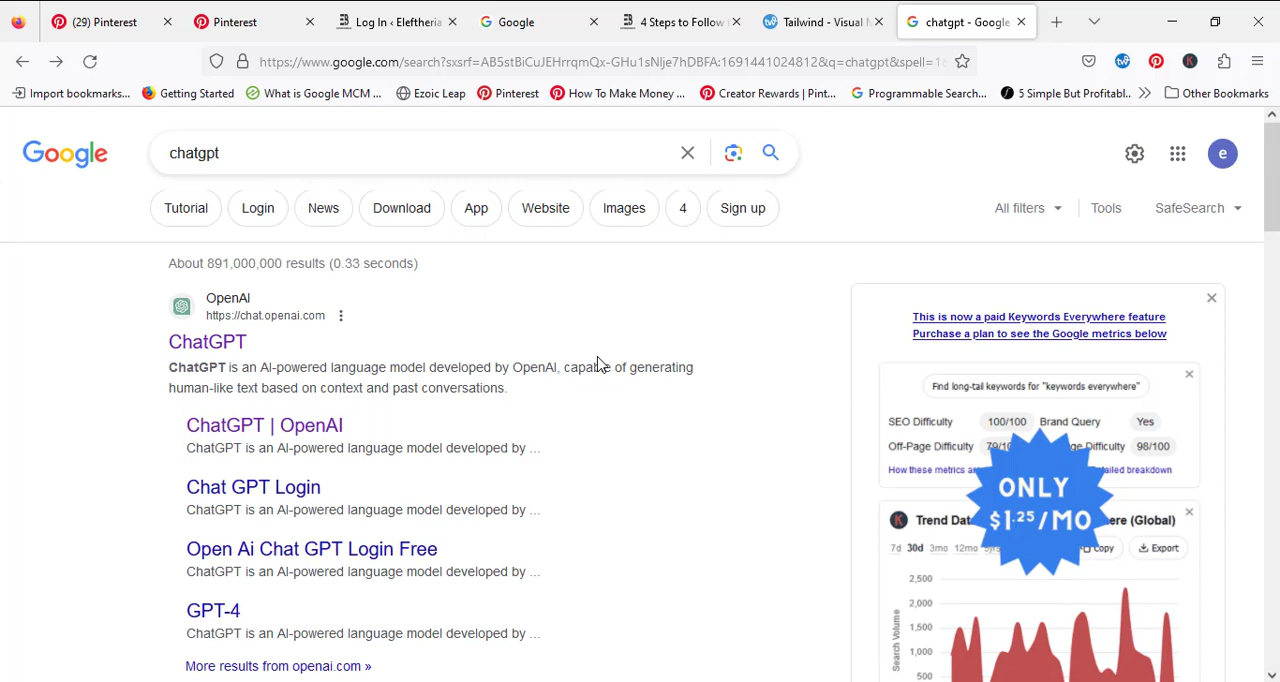 (29) Pinterest
Pinterest
Log In ‹ Eleftheria
Google
4 Steps to Follow
Tailwind - Visual M
chatgpt - Google
https://www.google.com/search?sxsrf=AB5stBiCuJEHrrqmQx-GHu1sNJe7hDBFA:1691441024812&q=chatgpt&spell=1
Import bookmarks...
Getting Started
What is Google MCM ...
Ezoic Leap
Pinterest
How To Make Money ...
Creator Rewards | Pint...
Programmable Search...
5 Simple But Profitabl..
Other Bookmarks
Google
chatgpt
e
Tutorial
Login
News
Download
App
Website
Images
4
Sign up
All filters
Tools
SafeSearch
About 891,000,000 results (0.33 seconds)
OpenAI
https://chat.openai.com
ChatGPT
ChatGPT is an AI-powered language model developed by OpenAI, capable of generating
human-like text based on context and past conversations.
ChatGPT | OpenAI
ChatGPT is an AI-powered language model developed by ...
Chat GPT Login
ChatGPT is an AI-powered language model developed by ...
Open Ai Chat GPT Login Free
ChatGPT is an AI-powered language model developed by ...
GPT-4
ChatGPT is an AI-powered language model developed by ...
More results from openai.com »
This is now a paid Keywords Everywhere feature
Purchase a plan to see the Google metrics below
Find long-tail keywords for "keywords everywhere"
SEO Difficulty 100/100 Brand Query Yes
Off-Page Difficulty Difficulty 98/100
How these metrics breakdown
ONLY
$1.25/MO
Trend (Global)
7d 30d 3mo 12mo Copy Export
2,500
2,000
1,500
1,000
500
Search Volume